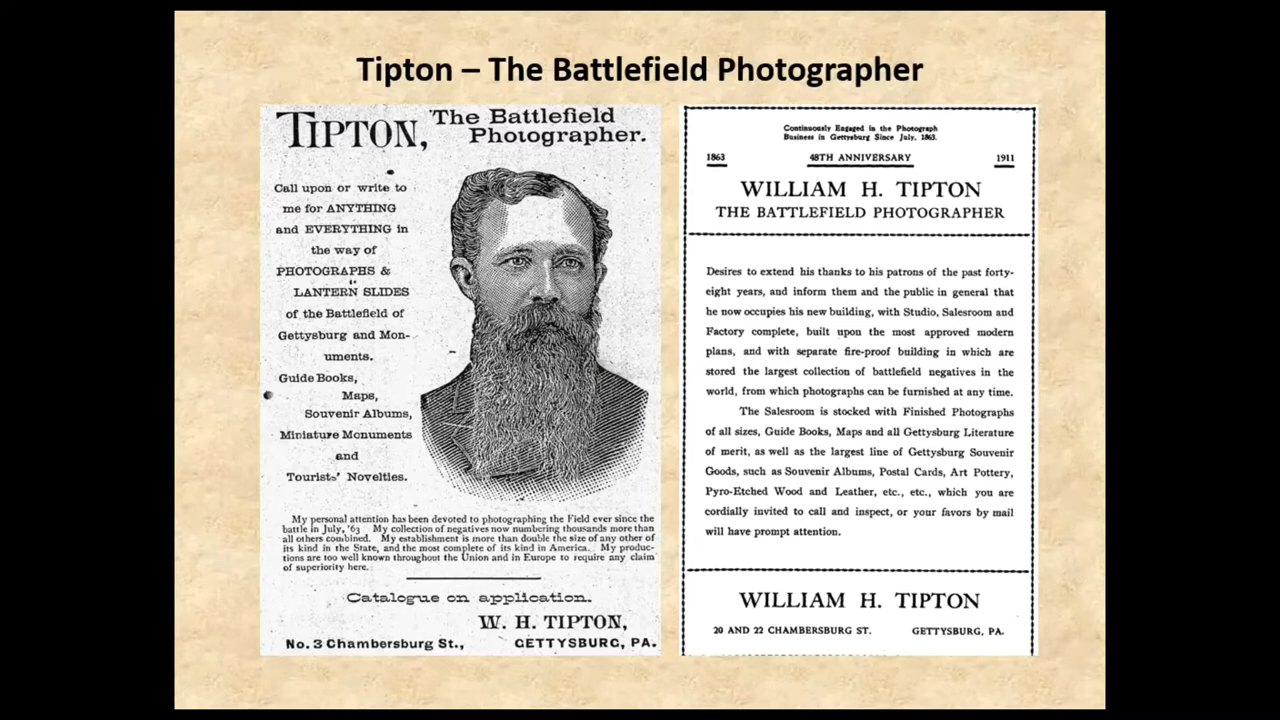 Tipton – The Battlefield Photographer
TIPTON, The Battlefield
Photographer.
Call upon or write to
me for ANYTHING
and EVERYTHING in
the way of
PHOTOGRAPHS &
LANTERN SLIDES
of the Battlefield of
Gettysburg and Mon-
uments.
Guide Books,
Maps,
Souvenir Albums,
Miniature Monuments
and
Tourists' Novelties.
My personal attention has been devoted to photographing the Field ever since the
battle in July, '63 My collection of negatives now numbering thousands more than
all others combined. My establishment is more than double the size of any other of
its kind in the State, and the most complete of its kind in America. My produc-
tions are too well known throughout the Union and in Europe to require any claim
of superiority here.
Catalogue on application.
W. H. TIPTON,
No. 3 Chambersburg St., GETTYSBURG, PA.
Continuously Engaged in the Photograph
Business in Gettysburg Since July, 1863.
1863 48TH ANNIVERSARY 1911
WILLIAM H. TIPTON
THE BATTLEFIELD PHOTOGRAPHER
Desires to extend his thanks to his patrons of the past forty-
eight years, and inform them and the public in general that
he now occupies his new building, with Studio, Salesroom and
Factory complete, built upon the most approved modern
plans, and with separate fire-proof building in which are
stored the largest collection of battlefield negatives in the
world, from which photographs can be furnished at any time.
The Salesroom is stocked with Finished Photographs
of all sizes, Guide Books, Maps and all Gettysburg Literature
of merit, as well as the largest line of Gettysburg Souvenir
Goods, such as Souvenir Albums, Postal Cards, Art Pottery,
Pyro-Etched Wood and Leather, etc., etc., which you are
cordially invited to call and inspect, or your favors by mail
will have prompt attention.
WILLIAM H. TIPTON
20 AND 22 CHAMBERSBURG ST. GETTYSBURG, PA.